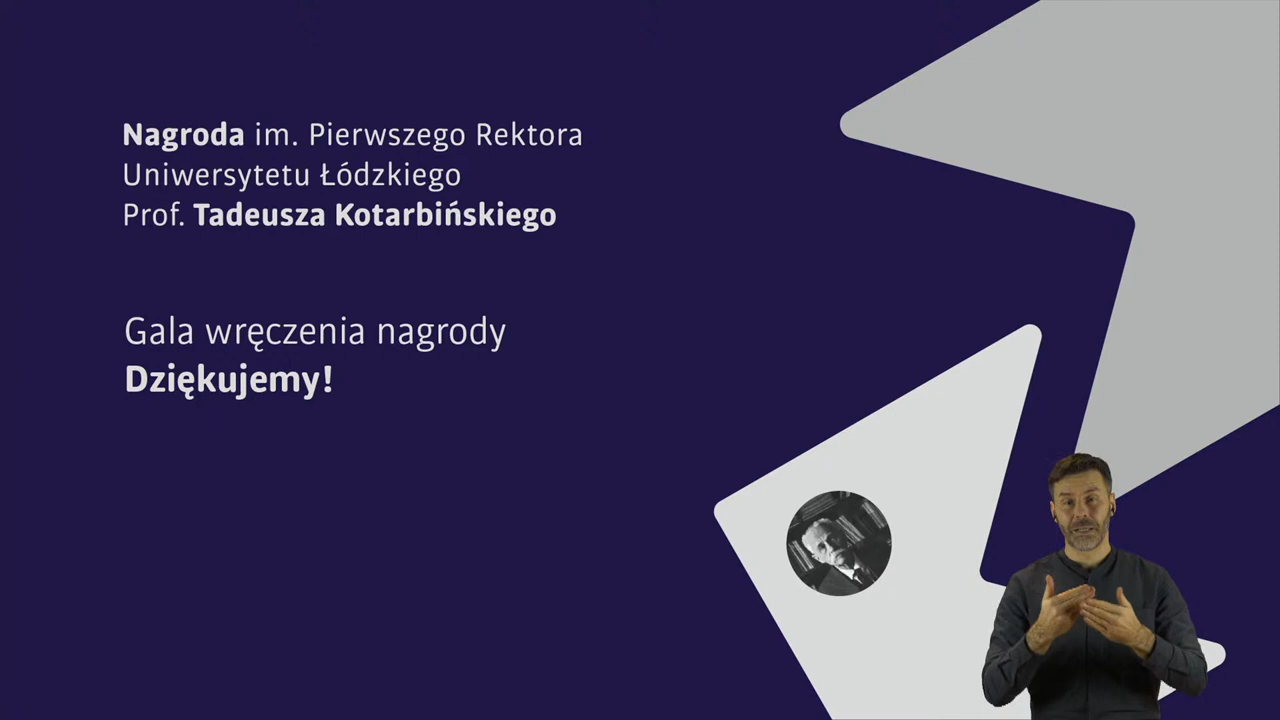 Nagroda im. Pierwszego Rektora
Uniwersytetu Łódzkiego
Prof. Tadeusza Kotarbińskiego
Gala wręczenia nagrody
Dziękujemy!